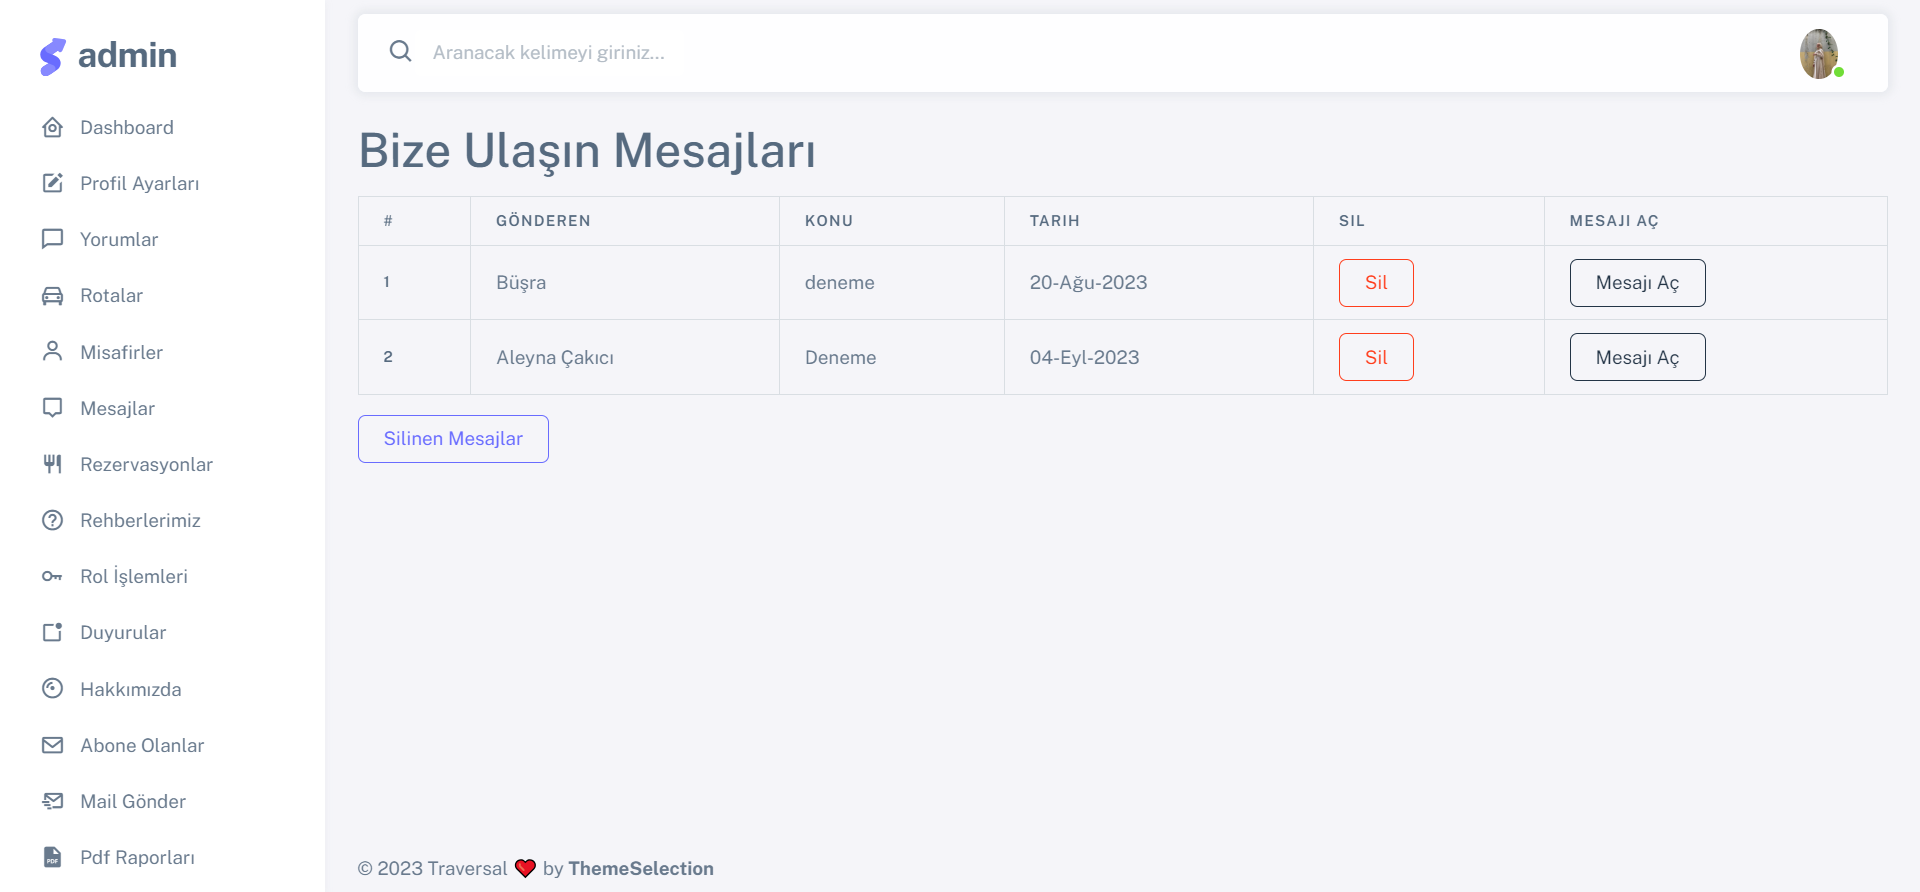 admin
Dashboard
Profil Ayarları
Yorumlar
Rotalar
Misafirler
Mesajlar
Rezervasyonlar
Rehberlerimiz
Rol İşlemleri
Duyurular
Hakkımızda
Abone Olanlar
Mail Gönder
PDF
Pdf Raporları
Aranacak kelimeyi giriniz...
Bize Ulaşın Mesajları
# GÖNDEREN KONU TARIH SIL MESAJI AÇ
1 Büşra deneme 20-Ağu-2023 Sil Mesajı Aç
2 Aleyna Çakıcı Deneme 04-Eyl-2023 Sil Mesajı Aç
Silinen Mesajlar
© 2023 Traversal ❤️ by ThemeSelection